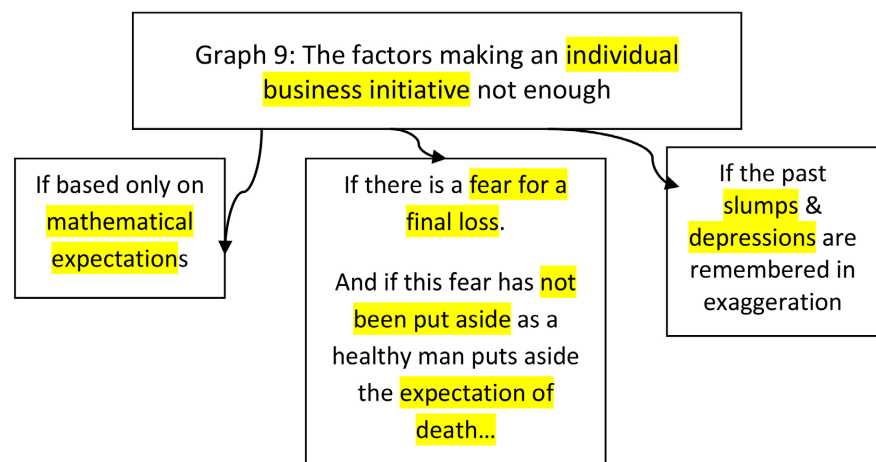 Graph 9: The factors making an individual
business initiative not enough
If based only on
mathematical
expectations
If there is a fear for a
final loss.
And if this fear has not
been put aside as a
healthy man puts aside
the expectation of
death…
If the past
slumps &
depressions are
remembered in
exaggeration